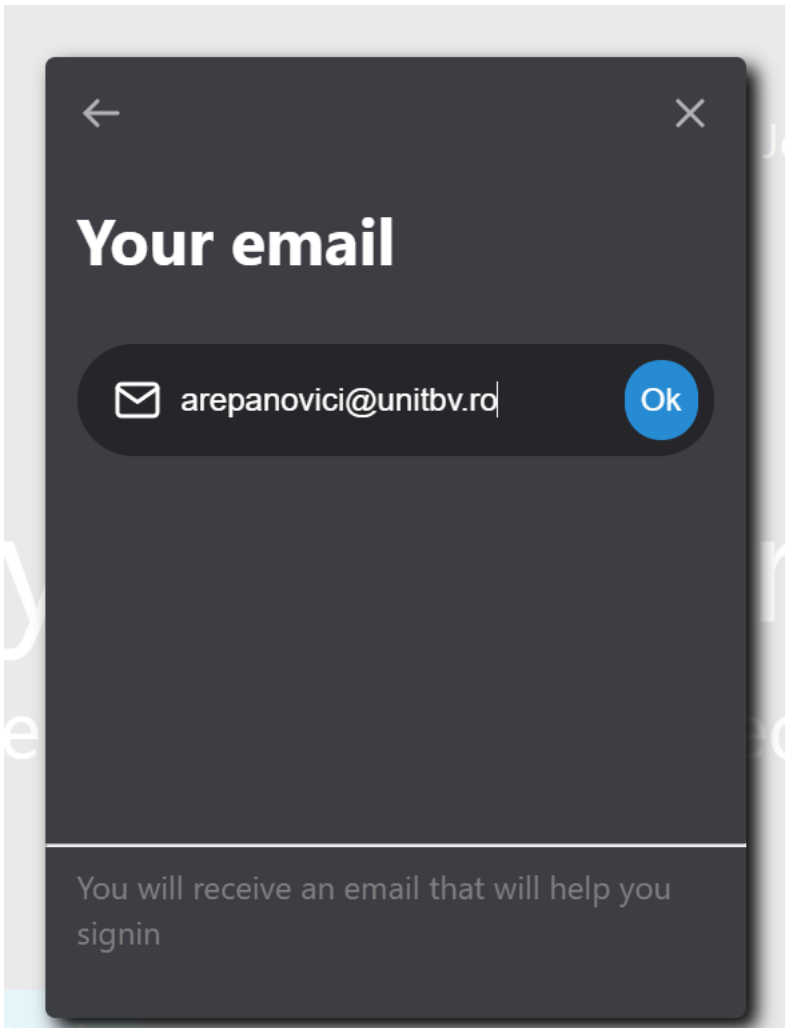 Your email
arepanovici@unitbv.ro
Ok
You will receive an email that will help you
signin